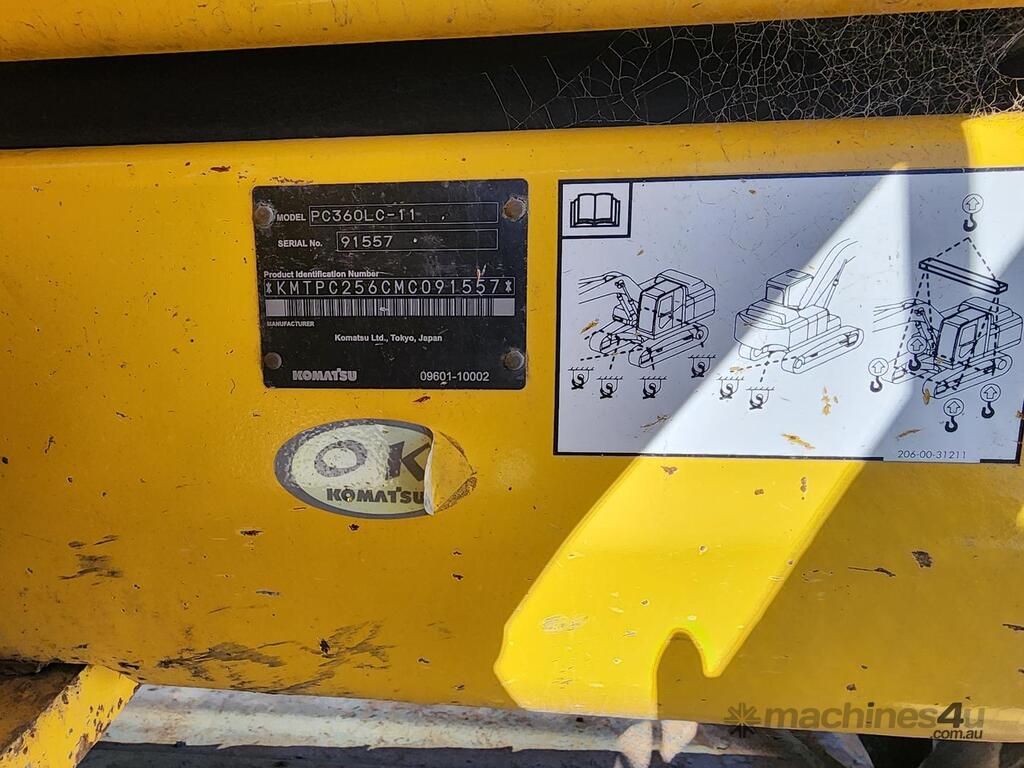 MODEL PC360LC-11
SERIAL No. 91557
Product Identification Number
*KMTPC256CMC091557*
MANUFACTURER
Komatsu Ltd., Tokyo, Japan
KOMATSU 09601-10002
OK
KOMATSU
206-00-31211
machines4u
.com.au